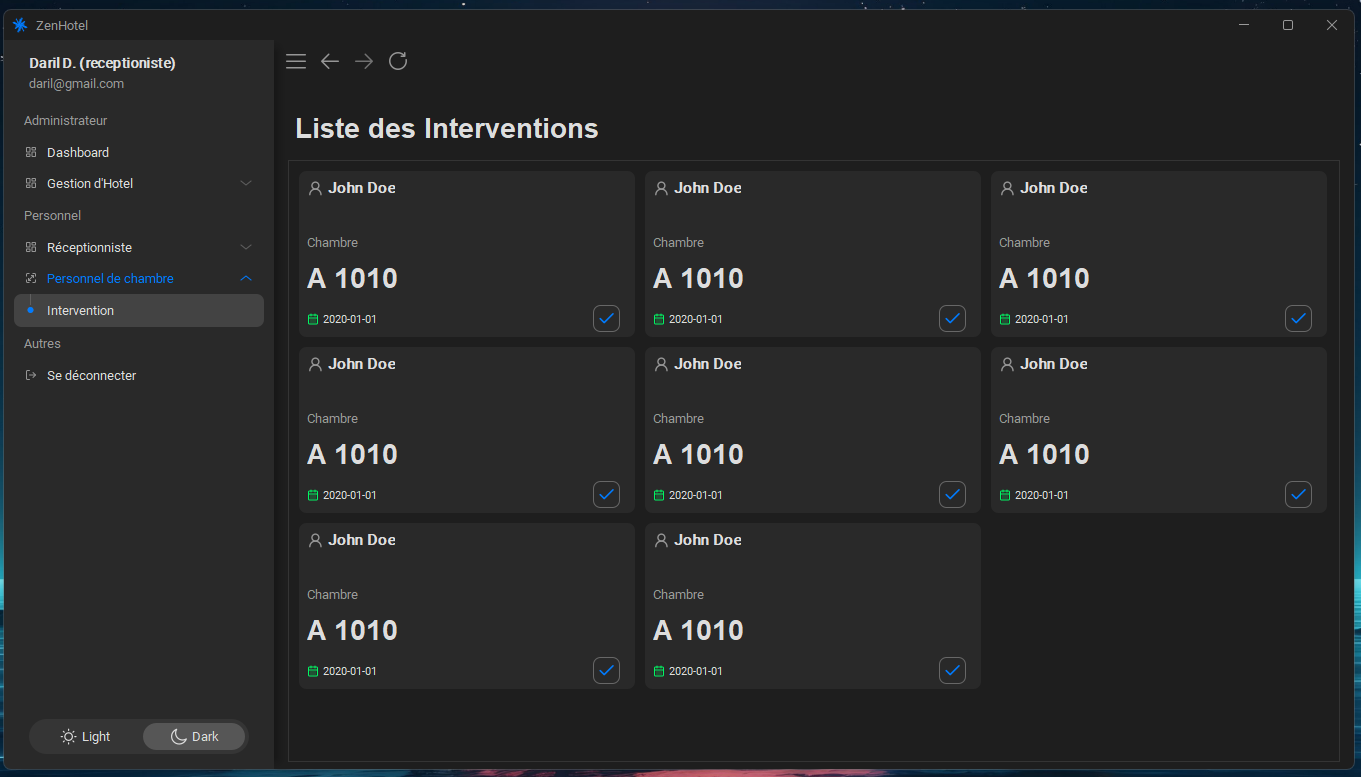 ZenHotel
Daril D. (receptioniste)
daril@gmail.com
Administrateur
Dashboard
Gestion d'Hotel
Personnel
Réceptionniste
Personnel de chambre
Intervention
Autres
Se déconnecter
Light Dark
Liste des Interventions
John Doe
Chambre
A 1010
2020-01-01
John Doe
Chambre
A 1010
2020-01-01
John Doe
Chambre
A 1010
2020-01-01
John Doe
Chambre
A 1010
2020-01-01
John Doe
Chambre
A 1010
2020-01-01
John Doe
Chambre
A 1010
2020-01-01
John Doe
Chambre
A 1010
2020-01-01
John Doe
Chambre
A 1010
2020-01-01